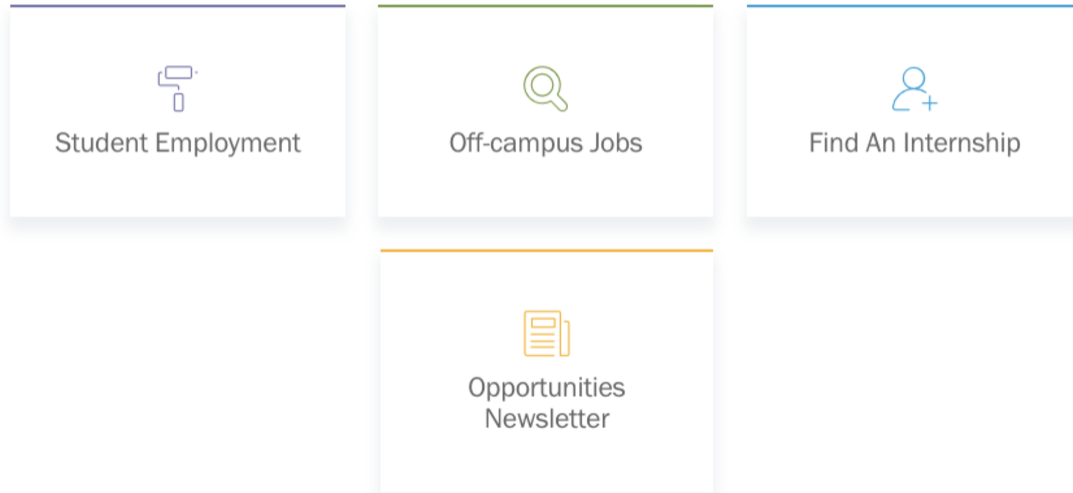 Student Employment
Off-campus Jobs
Find An Internship
Opportunities
Newsletter